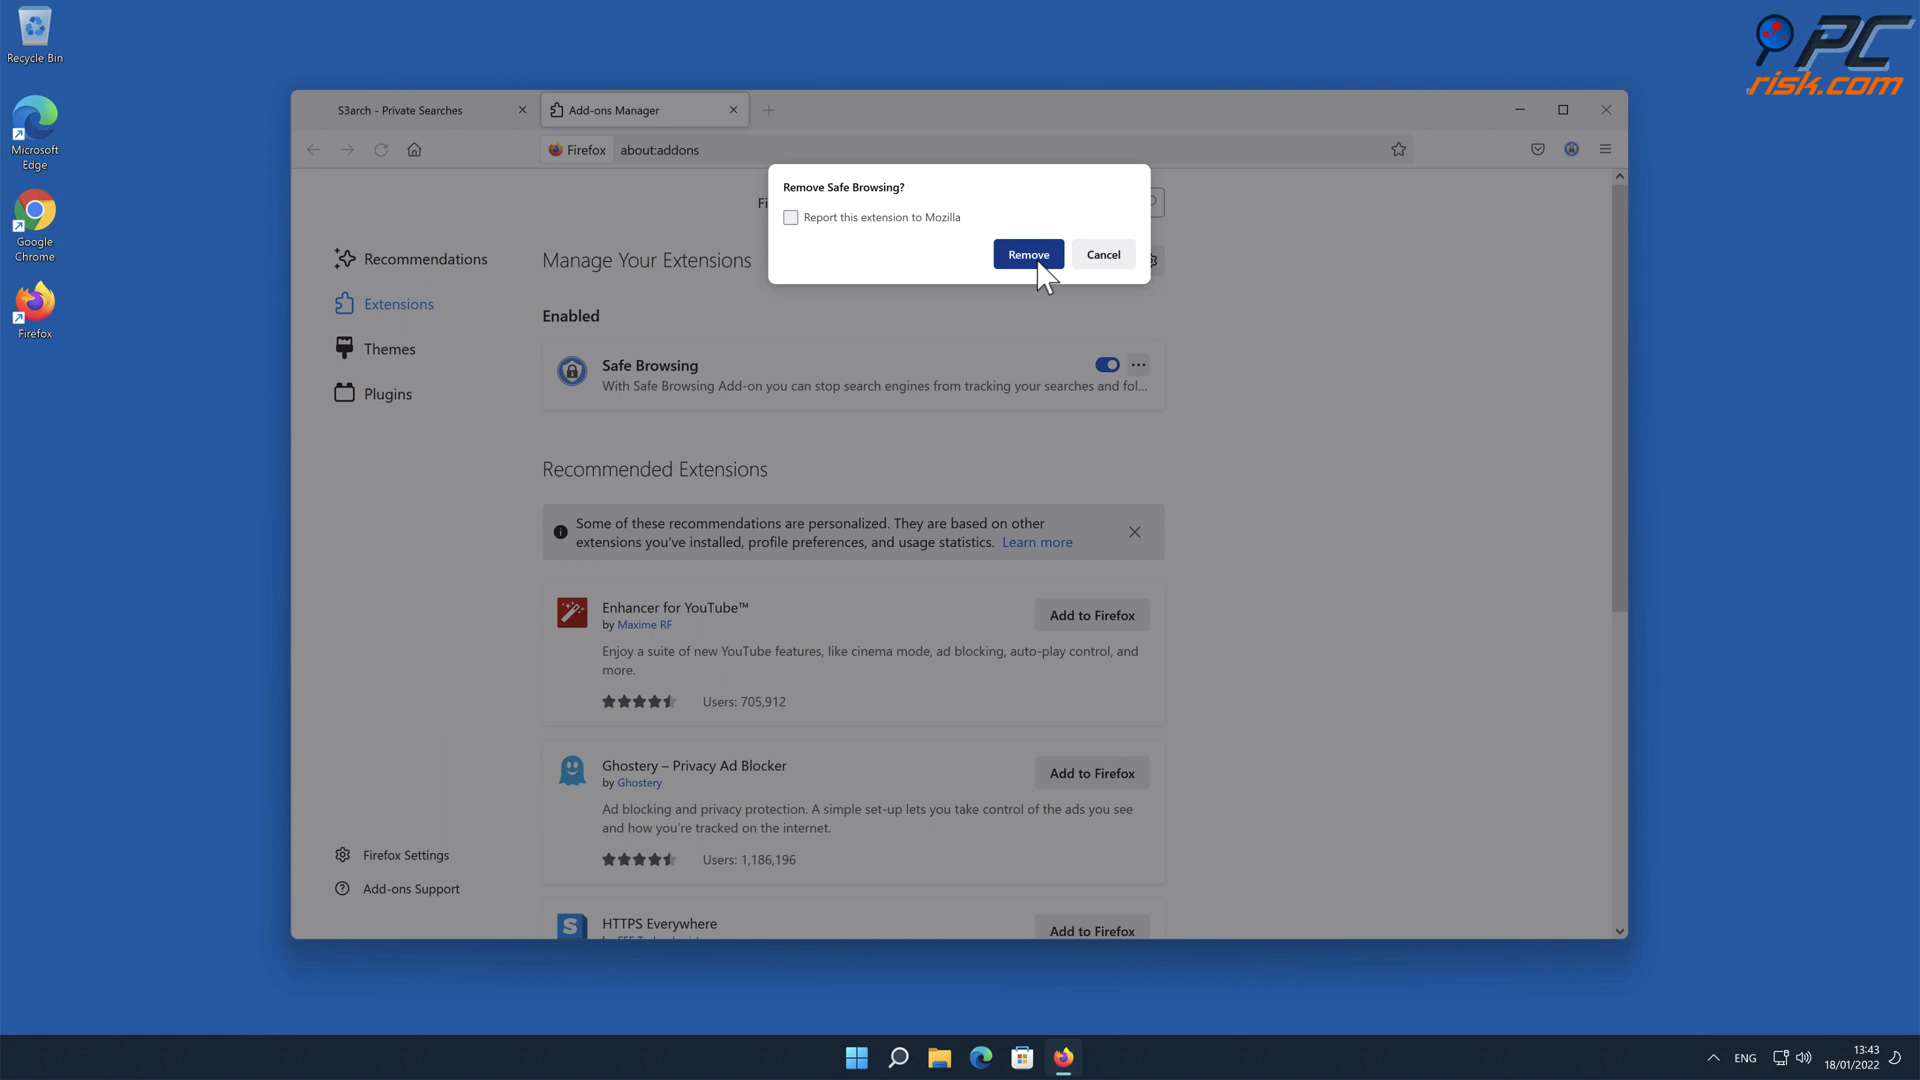 Recycle Bin
Microsoft
Edge
Google
Chrome
Firefox
PC
risk.com
S3arch - Private Searches
Add-ons Manager
Firefox
about:addons
Remove Safe Browsing?
Report this extension to Mozilla
Remove
Cancel
Fi
Recommendations
Extensions
Themes
Plugins
Firefox Settings
Add-ons Support
Manage Your Extensions
Enabled
Safe Browsing
With Safe Browsing Add-on you can stop search engines from tracking your searches and fol...
Recommended Extensions
Some of these recommendations are personalized. They are based on other
extensions you've installed, profile preferences, and usage statistics. Learn more
Enhancer for YouTube™
by Maxime RF
Add to Firefox
Enjoy a suite of new YouTube features, like cinema mode, ad blocking, auto-play control, and
more.
Users: 705,912
Ghostery – Privacy Ad Blocker
by Ghostery
Add to Firefox
Ad blocking and privacy protection. A simple set-up lets you take control of the ads you see
and how you're tracked on the internet.
Users: 1,186,196
S
HTTPS Everywhere
Add to Firefox
ENG
13:43
18/01/2022